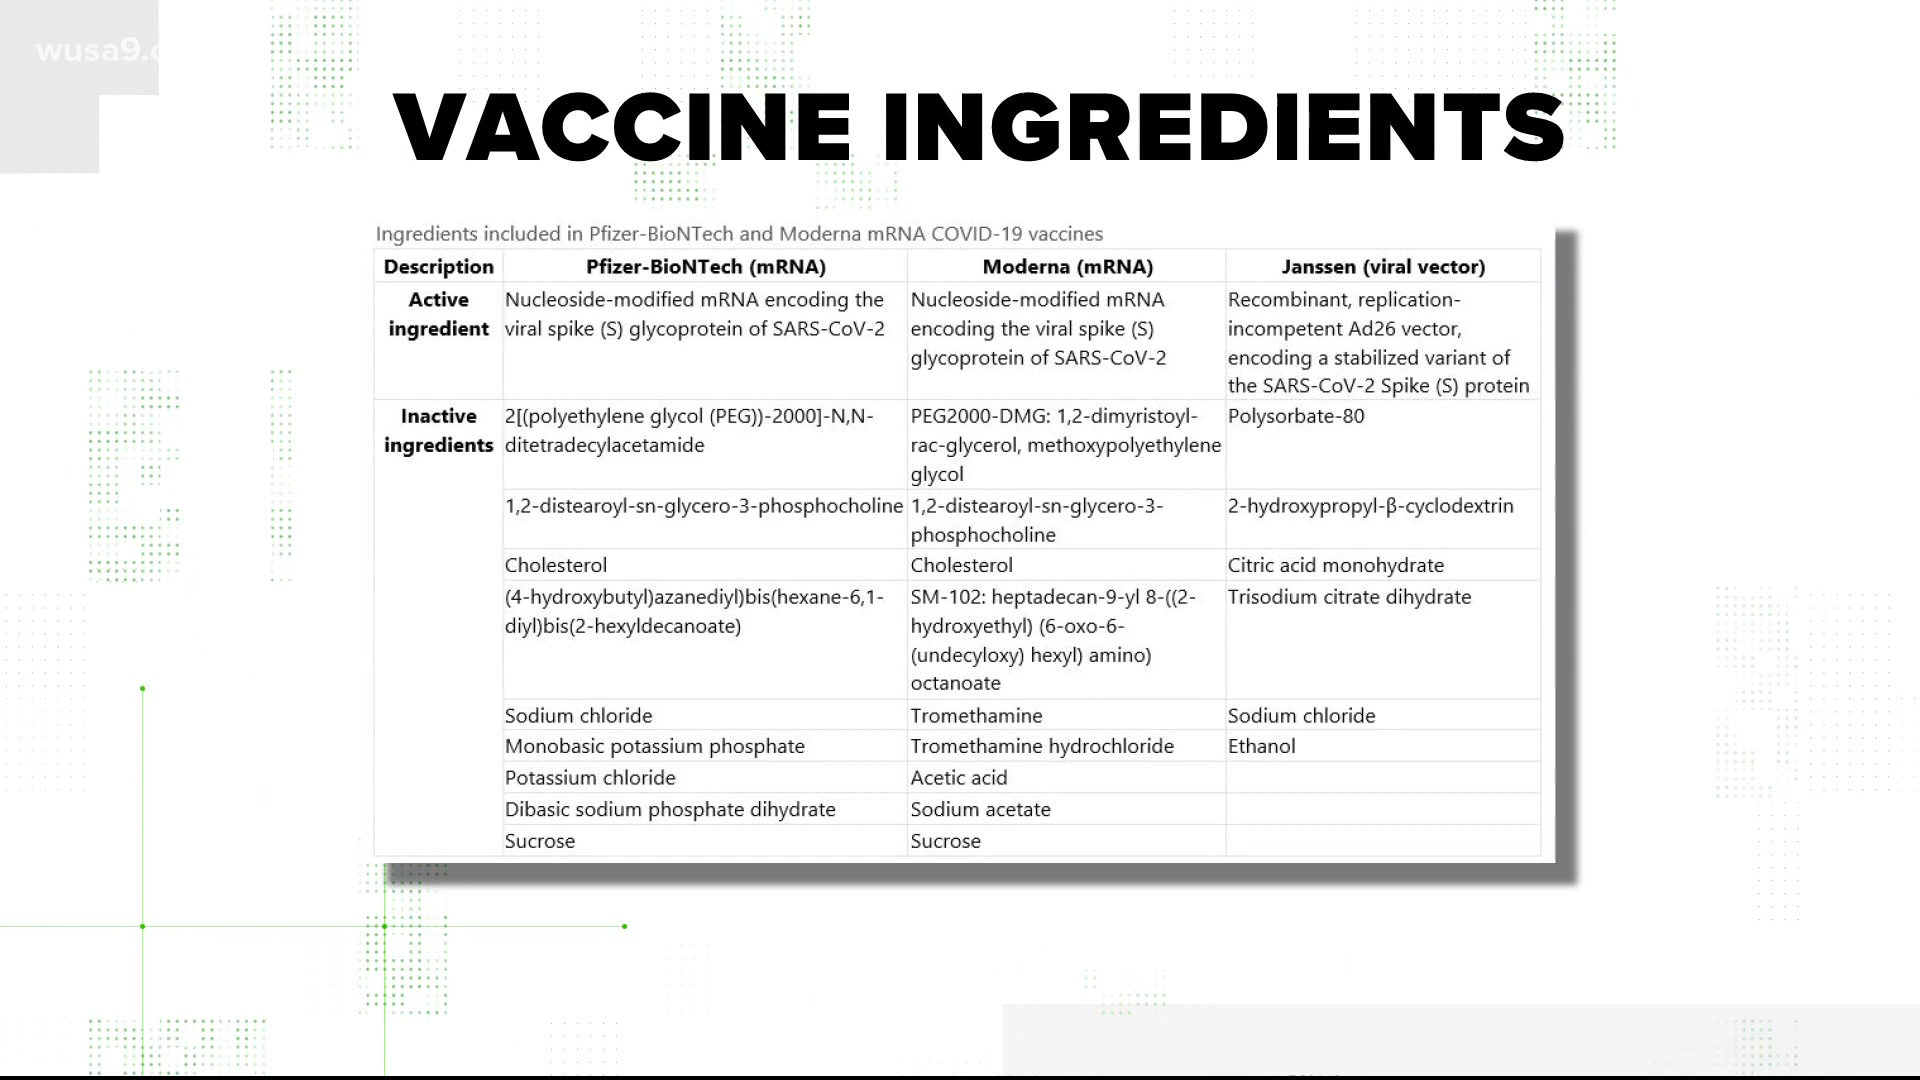 wusa9.c
VACCINE INGREDIENTS
Ingredients included in Pfizer-BioNTech and Moderna mRNA COVID-19 vaccines
Description
Pfizer-BioNTech (mRNA)
Moderna (mRNA)
Janssen (viral vector)
Active
ingredient
Nucleoside-modified mRNA encoding the
viral spike (S) glycoprotein of SARS-CoV-2
Nucleoside-modified mRNA
encoding the viral spike (S)
glycoprotein of SARS-CoV-2
Recombinant, replication-
incompetent Ad26 vector,
encoding a stabilized variant of
the SARS-CoV-2 Spike (S) protein
Inactive
ingredients
2[(polyethylene glycol (PEG))-2000]-N,N-
ditetradecylacetamide
PEG2000-DMG: 1,2-dimyristoyl-
rac-glycerol, methoxypolyethylene
glycol
Polysorbate-80
1,2-distearoyl-sn-glycero-3-phosphocholine
1,2-distearoyl-sn-glycero-3-
phosphocholine
2-hydroxypropyl-β-cyclodextrin
Cholesterol
Cholesterol
Citric acid monohydrate
(4-hydroxybutyl)azanediyl)bis(hexane-6,1-
diyl)bis(2-hexyldecanoate)
SM-102: heptadecan-9-yl 8-((2-
hydroxyethyl) (6-oxo-6-
(undecyloxy) hexyl) amino)
octanoate
Trisodium citrate dihydrate
Sodium chloride
Tromethamine
Sodium chloride
Monobasic potassium phosphate
Tromethamine hydrochloride
Ethanol
Potassium chloride
Acetic acid
Dibasic sodium phosphate dihydrate
Sodium acetate
Sucrose
Sucrose